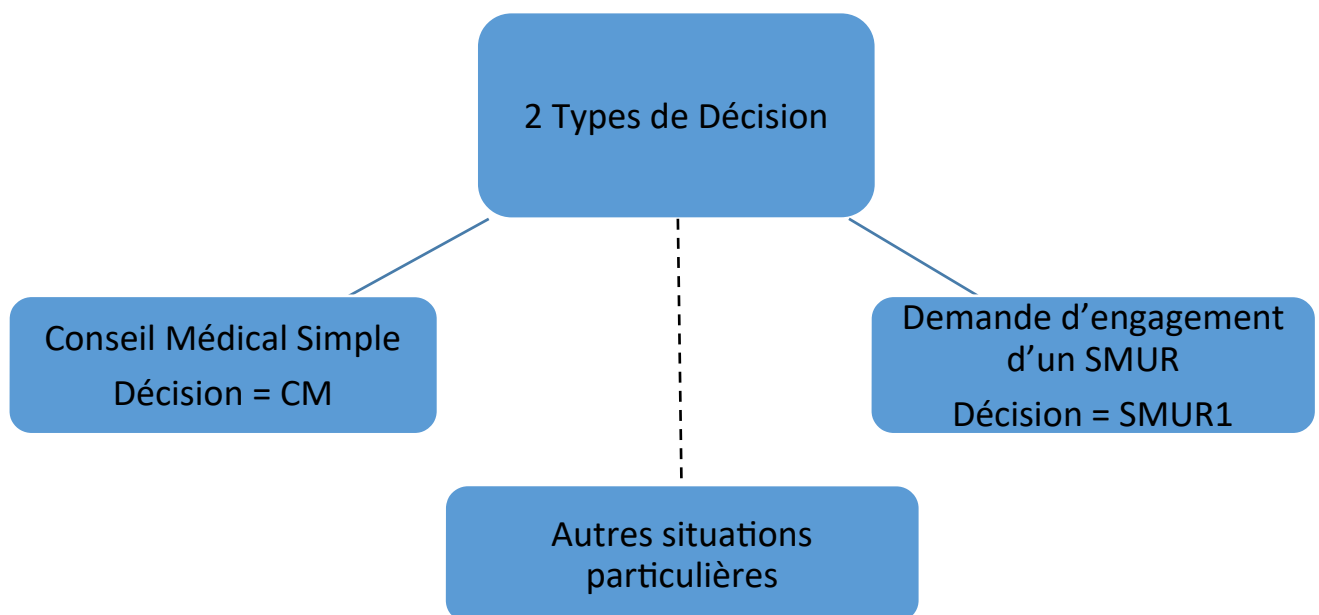 2 Types de Décision
Conseil Médical Simple
Décision = CM
Demande d’engagement
d’un SMUR
Décision = SMUR1
Autres situations
particulières